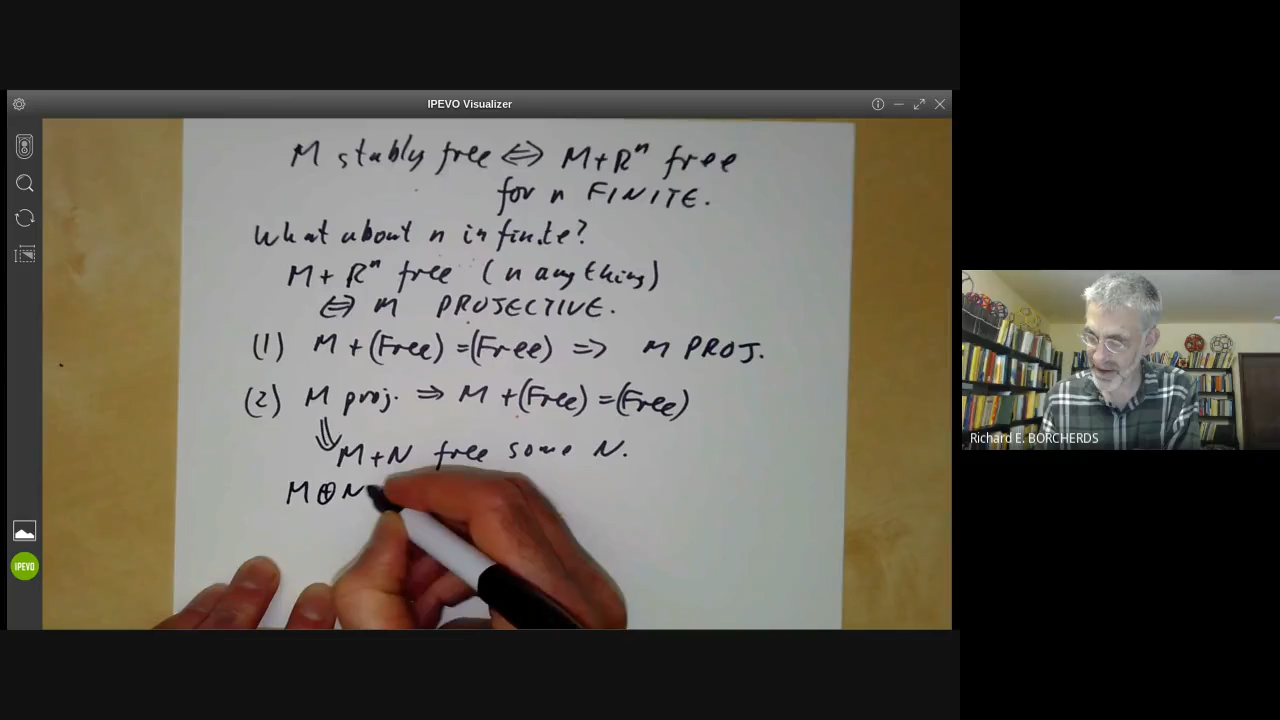 IPEVO Visualizer
M stably free ⇔ M+Rⁿ free
for n FINITE.
What about n infinite?
M+ Rⁿ free (n anything)
⇔ M PROJECTIVE.
(1) M+(Free)=(Free) ⇒ M PROJ.
(2) M proj. ⇒ M+(Free)=(Free)
⇓
M+N free some N.
M⊕N
IPEVO
Richard E. BORCHERDS